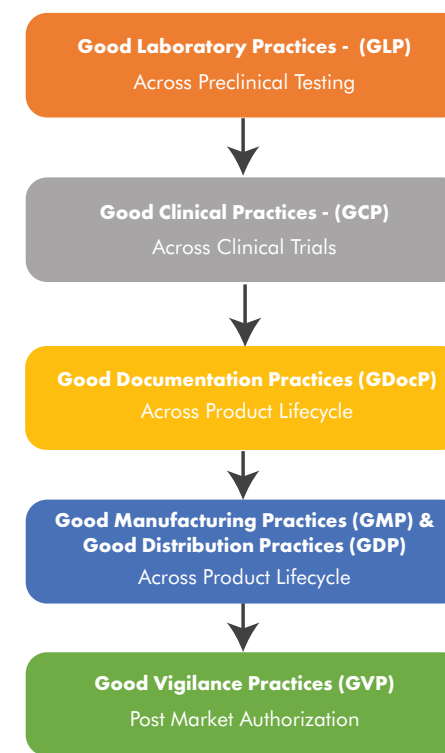 Good Laboratory Practices - (GLP)
Across Preclinical Testing
Good Clinical Practices - (GCP)
Across Clinical Trials
Good Documentation Practices (GDocP)
Across Product Lifecycle
Good Manufacturing Practices (GMP) &
Good Distribution Practices (GDP)
Across Product Lifecycle
Good Vigilance Practices (GVP)
Post Market Authorization